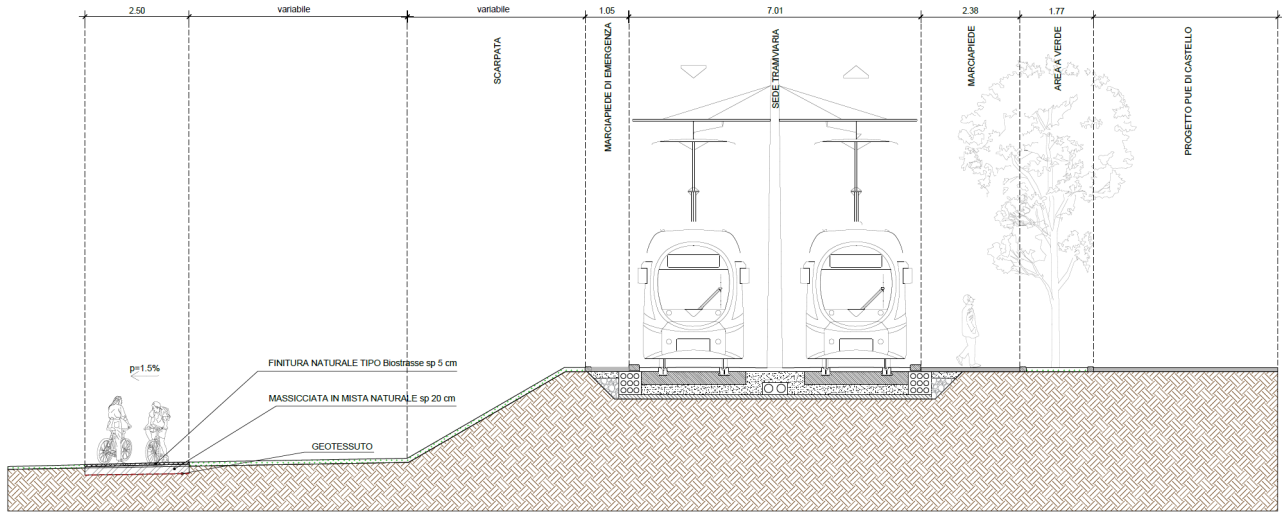 2.50
variabile
variabile
1.05
7.01
2.38
1.77
SCARPATA
MARCIAPIEDE DI EMERGENZA
SEDE TRAMVIARIA
MARCIAPIEDE
AREA A VERDE
PROGETTO PUE DI CASTELLO
p=1.5%
FINITURA NATURALE TIPO Biostrasse sp 5 cm
MASSICCIATA IN MISTA NATURALE sp 20 cm
GEOTESSUTO